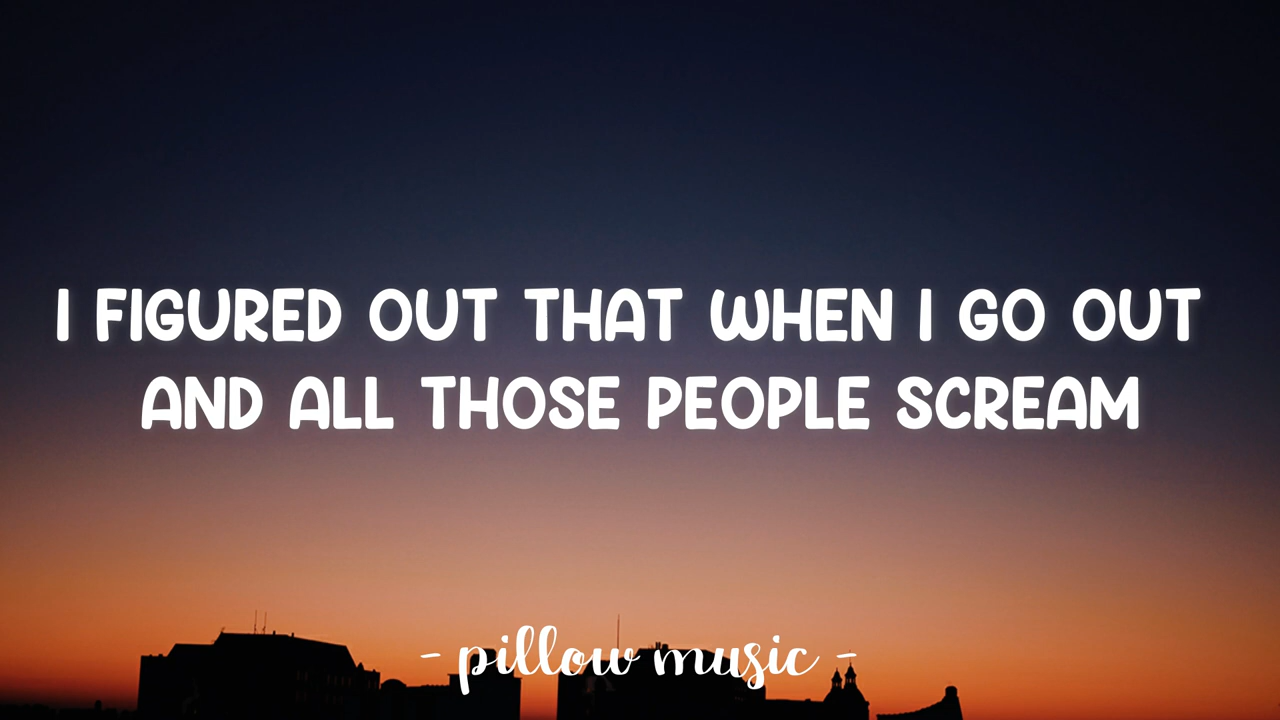 I FIGURED OUT THAT WHEN I GO OUT
AND ALL THOSE PEOPLE SCREAM
- pillow music -